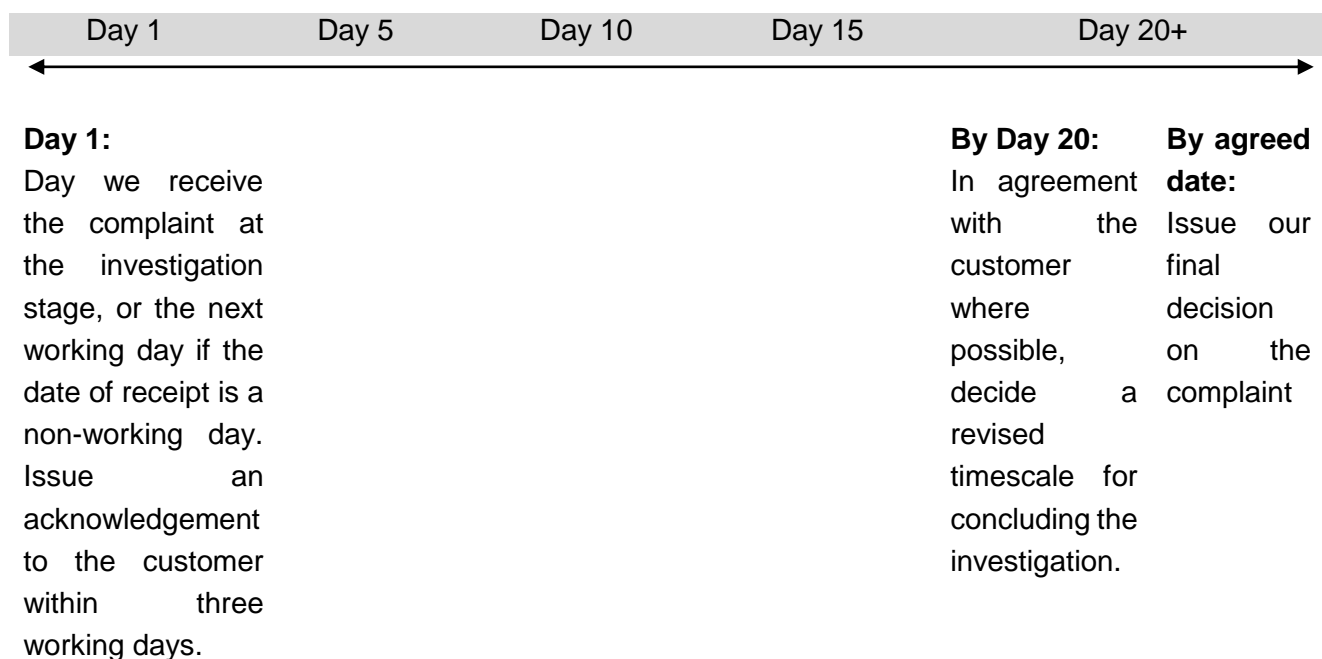 Day 1 Day 5 Day 10 Day 15 Day 20+
Day 1:
Day we receive
the complaint at
the investigation
stage, or the next
working day if the
date of receipt is a
non-working day.
Issue an
acknowledgement
to the customer
within three
working days.
By Day 20:
In agreement
with the
customer
where
possible,
decide a
revised
timescale for
concluding the
investigation.
By agreed
date:
Issue our
final
decision
on the
complaint